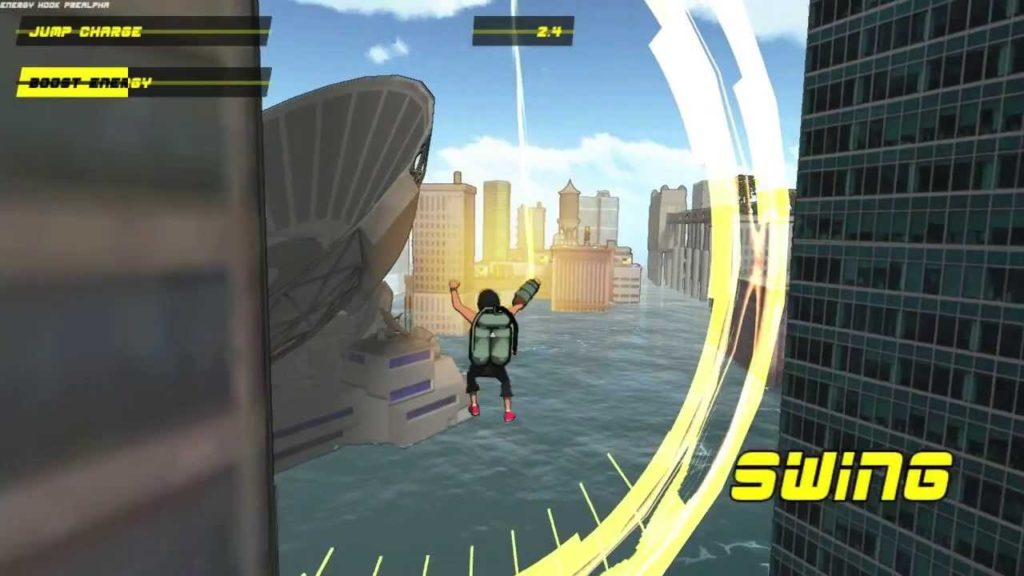 ENERGY HOOK PREALPHA
JUMP CHARGE
2.4
BOOST ENERGY
SWING